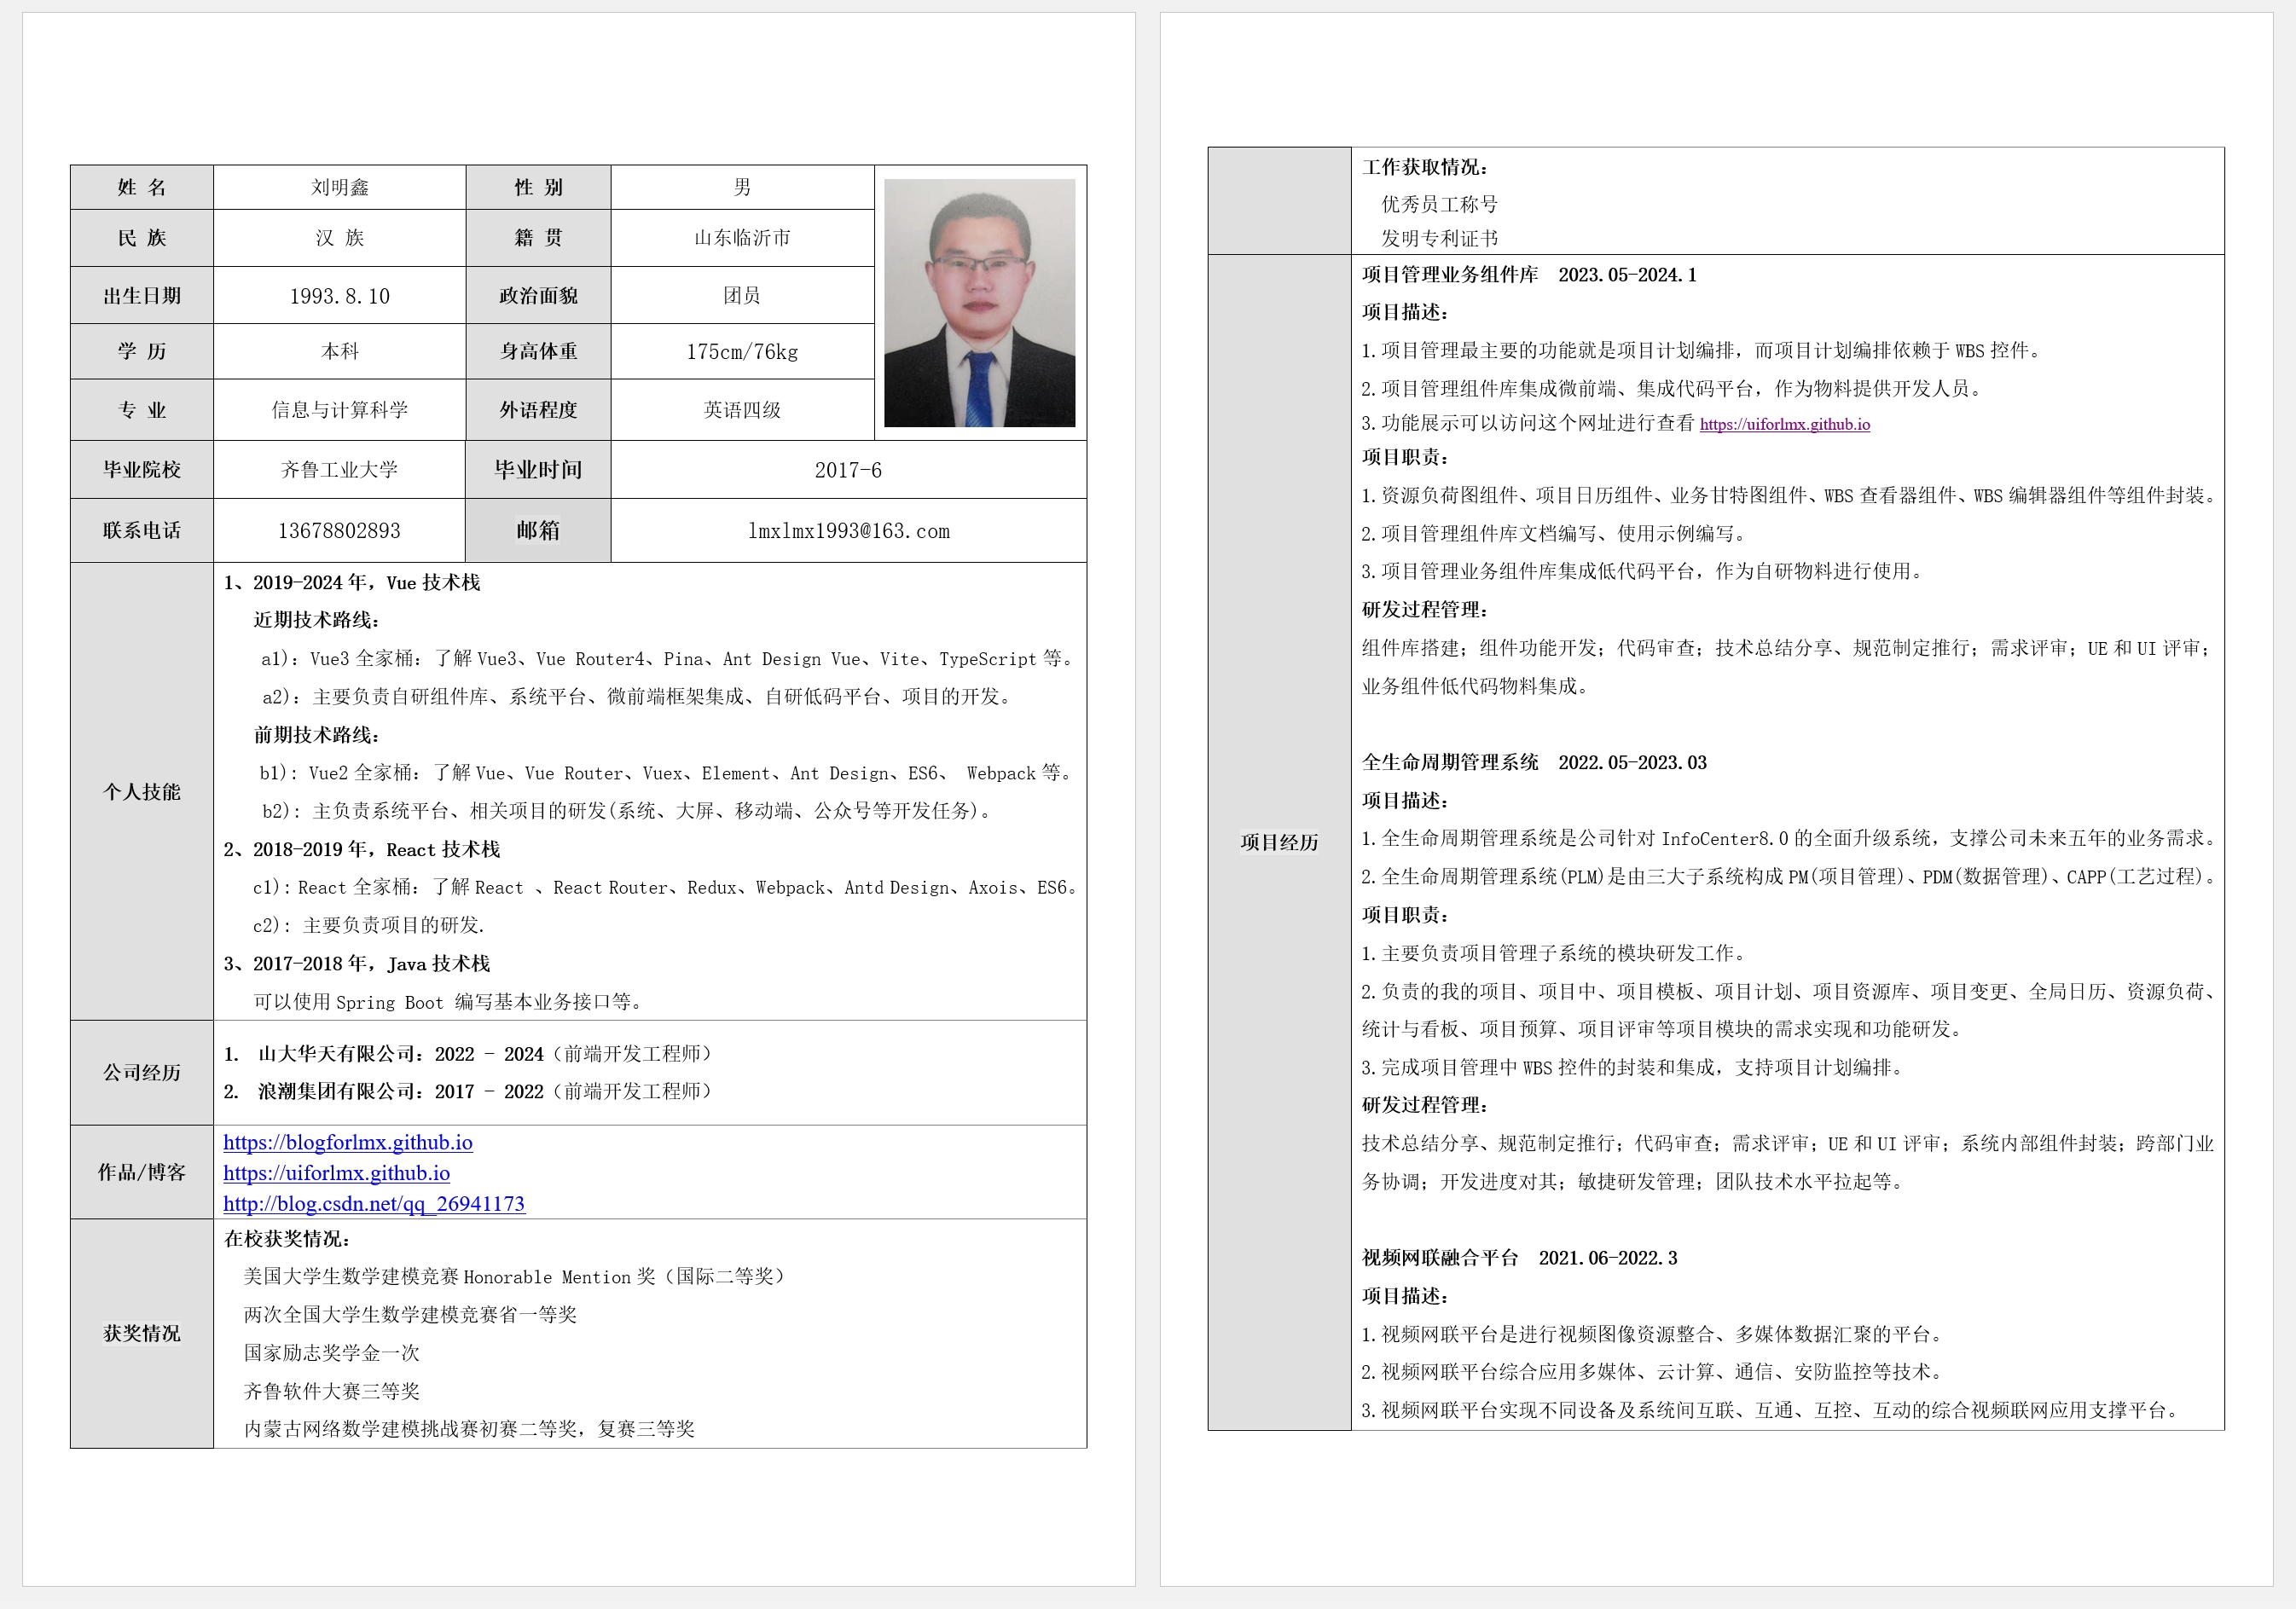 姓 名 刘明鑫 性 别 男
民 族 汉 族 籍 贯 山东临沂市
出生日期 1993.8.10 政治面貌 团员
学 历 本科 身高体重 175cm/76kg
专 业 信息与计算科学 外语程度 英语四级
毕业院校 齐鲁工业大学 毕业时间 2017-6
联系电话 13678802893 邮箱 lmxlmx1993@163.com
个人技能
1、2019-2024 年，Vue 技术栈
近期技术路线：
a1)：Vue3 全家桶：了解 Vue3、Vue Router4、Pina、Ant Design Vue、Vite、TypeScript 等。
a2)：主要负责自研组件库、系统平台、微前端框架集成、自研低码平台、项目的开发。
前期技术路线：
b1)：Vue2 全家桶：了解 Vue、Vue Router、Vuex、Element、Ant Design、ES6、 Webpack 等。
b2)：主负责系统平台、相关项目的研发(系统、大屏、移动端、公众号等开发任务)。
2、2018-2019 年，React 技术栈
c1)：React 全家桶：了解 React 、React Router、Redux、Webpack、Antd Design、Axois、ES6。
c2)：主要负责项目的研发.
3、2017-2018 年，Java 技术栈
可以使用 Spring Boot 编写基本业务接口等。
公司经历
1. 山大华天有限公司：2022 - 2024（前端开发工程师）
2. 浪潮集团有限公司：2017 - 2022（前端开发工程师）
作品/博客
https://blogforlmx.github.io
https://uiforlmx.github.io
http://blog.csdn.net/qq_26941173
获奖情况
在校获奖情况：
美国大学生数学建模竞赛 Honorable Mention 奖（国际二等奖）
两次全国大学生数学建模竞赛省一等奖
国家励志奖学金一次
齐鲁软件大赛三等奖
内蒙古网络数学建模挑战赛初赛二等奖，复赛三等奖
工作获取情况：
优秀员工称号
发明专利证书
项目经历
项目管理业务组件库 2023.05-2024.1
项目描述：
1.项目管理最主要的功能就是项目计划编排，而项目计划编排依赖于 WBS 控件。
2.项目管理组件库集成微前端、集成代码平台，作为物料提供开发人员。
3.功能展示可以访问这个网址进行查看 https://uiforlmx.github.io
项目职责：
1.资源负荷图组件、项目日历组件、业务甘特图组件、WBS 查看器组件、WBS 编辑器组件等组件封装。
2.项目管理组件库文档编写、使用示例编写。
3.项目管理业务组件库集成低代码平台，作为自研物料进行使用。
研发过程管理：
组件库搭建；组件功能开发；代码审查；技术总结分享、规范制定推行；需求评审；UE 和 UI 评审；
业务组件低代码物料集成。
全生命周期管理系统 2022.05-2023.03
项目描述：
1.全生命周期管理系统是公司针对 InfoCenter8.0 的全面升级系统，支撑公司未来五年的业务需求。
2.全生命周期管理系统(PLM)是由三大子系统构成 PM(项目管理)、PDM(数据管理)、CAPP(工艺过程)。
项目职责：
1.主要负责项目管理子系统的模块研发工作。
2.负责的我的项目、项目中、项目模板、项目计划、项目资源库、项目变更、全局日历、资源负荷、
统计与看板、项目预算、项目评审等项目模块的需求实现和功能研发。
3.完成项目管理中 WBS 控件的封装和集成，支持项目计划编排。
研发过程管理：
技术总结分享、规范制定推行；代码审查；需求评审；UE 和 UI 评审；系统内部组件封装；跨部门业
务协调；开发进度对其；敏捷研发管理；团队技术水平拉起等。
视频网联融合平台 2021.06-2022.3
项目描述：
1.视频网联平台是进行视频图像资源整合、多媒体数据汇聚的平台。
2.视频网联平台综合应用多媒体、云计算、通信、安防监控等技术。
3.视频网联平台实现不同设备及系统间互联、互通、互控、互动的综合视频联网应用支撑平台。